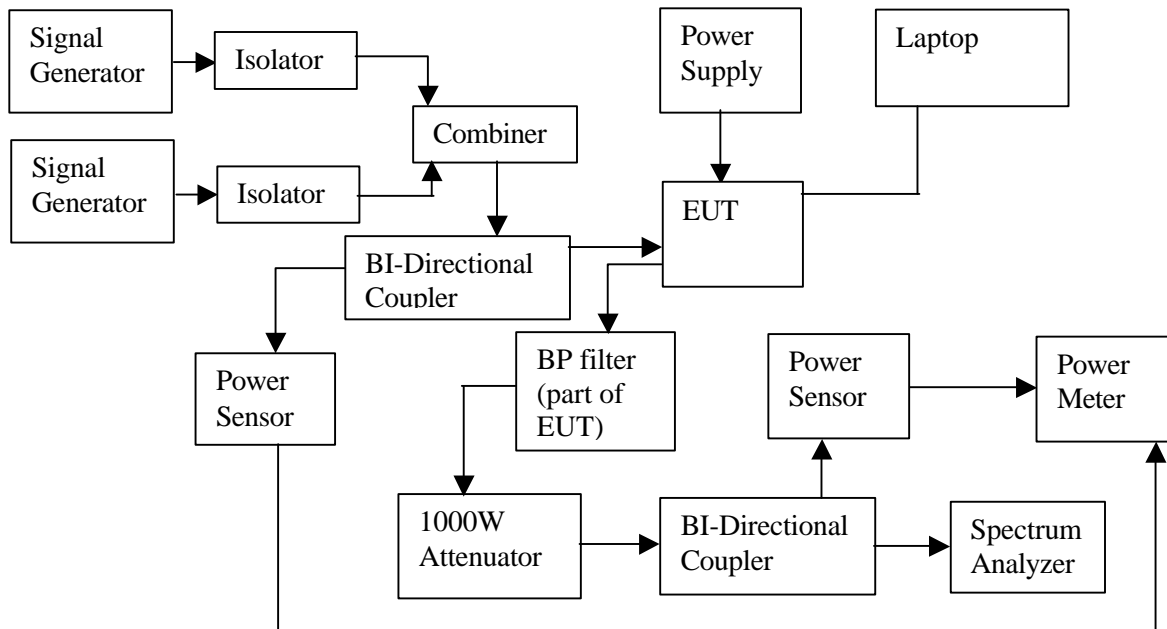 Signal
Generator
Isolator
Power
Supply
Laptop
Combiner
Signal
Generator
Isolator
EUT
BI-Directional
Coupler
Power
Sensor
BP filter
(part of
EUT)
Power
Sensor
Power
Meter
1000W
Attenuator
BI-Directional
Coupler
Spectrum
Analyzer